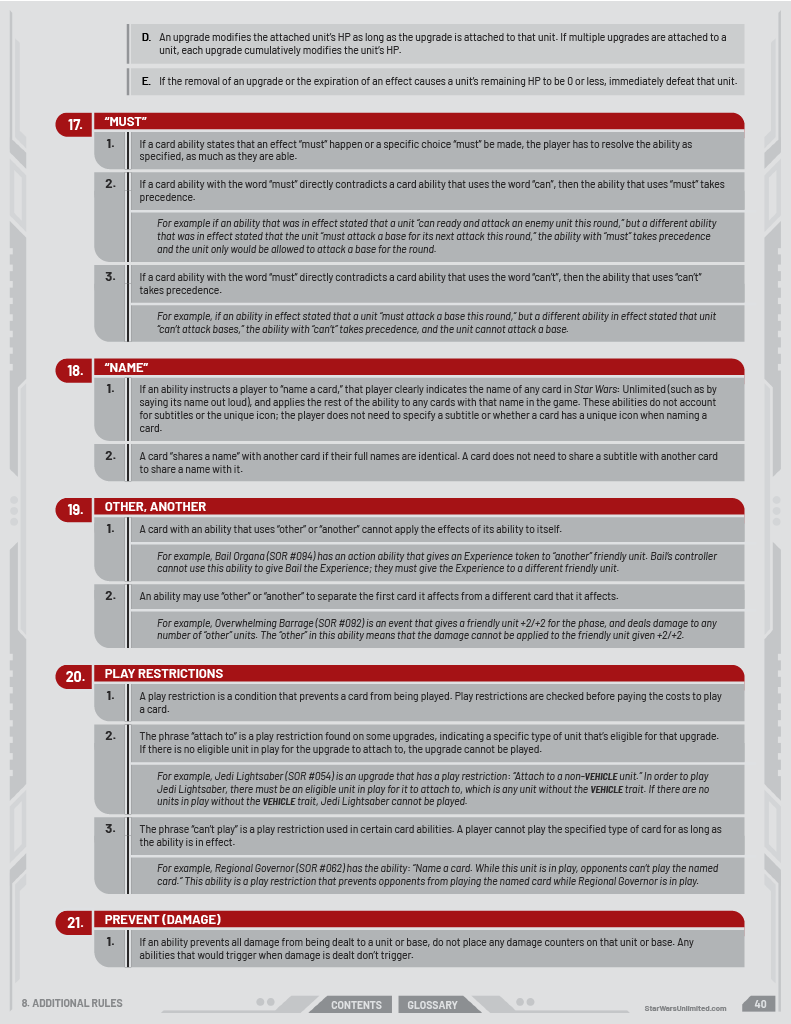 D. An upgrade modifies the attached unit's HP as long as the upgrade is attached to that unit. If multiple upgrades are attached to a
unit, each upgrade cumulatively modifies the unit's HP.
E. If the removal of an upgrade or the expiration of an effect causes a unit's remaining HP to be 0 or less, immediately defeat that unit.
17. "MUST"
1. If a card ability states that an effect "must" happen or a specific choice "must" be made, the player has to resolve the ability as
specified, as much as they are able.
2. If a card ability with the word "must" directly contradicts a card ability that uses the word "can", then the ability that uses "must" takes
precedence.
For example if an ability that was in effect stated that a unit "can ready and attack an enemy unit this round," but a different ability
that was in effect stated that the unit "must attack a base for its next attack this round," the ability with "must" takes precedence
and the unit only would be allowed to attack a base for the round.
3. If a card ability with the word "must" directly contradicts a card ability that uses the word "can't", then the ability that uses "can't"
takes precedence.
For example, if an ability in effect stated that a unit "must attack a base this round," but a different ability in effect stated that unit
"can't attack bases," the ability with "can't" takes precedence, and the unit cannot attack a base.
18. "NAME"
1. If an ability instructs a player to "name a card," that player clearly indicates the name of any card in Star Wars: Unlimited (such as by
saying its name out loud), and applies the rest of the ability to any cards with that name in the game. These abilities do not account
for subtitles or the unique icon; the player does not need to specify a subtitle or whether a card has a unique icon when naming a
card.
2. A card "shares a name" with another card if their full names are identical. A card does not need to share a subtitle with another card
to share a name with it.
19. OTHER, ANOTHER
1. A card with an ability that uses "other" or "another" cannot apply the effects of its ability to itself.
For example, Bail Organa (SOR #094) has an action ability that gives an Experience token to "another" friendly unit. Bail's controller
cannot use this ability to give Bail the Experience; they must give the Experience to a different friendly unit.
2. An ability may use "other" or "another" to separate the first card it affects from a different card that it affects.
For example, Overwhelming Barrage (SOR #092) is an event that gives a friendly unit +2/+2 for the phase, and deals damage to any
number of "other" units. The "other" in this ability means that the damage cannot be applied to the friendly unit given +2/+2.
20. PLAY RESTRICTIONS
1. A play restriction is a condition that prevents a card from being played. Play restrictions are checked before paying the costs to play
a card.
2. The phrase "attach to" is a play restriction found on some upgrades, indicating a specific type of unit that's eligible for that upgrade.
If there is no eligible unit in play for the upgrade to attach to, the upgrade cannot be played.
For example, Jedi Lightsaber (SOR #054) is an upgrade that has a play restriction: "Attach to a non-VEHICLE unit." In order to play
Jedi Lightsaber, there must be an eligible unit in play for it to attach to, which is any unit without the VEHICLE trait. If there are no
units in play without the VEHICLE trait, Jedi Lightsaber cannot be played.
3. The phrase "can't play" is a play restriction used in certain card abilities. A player cannot play the specified type of card for as long as
the ability is in effect.
For example, Regional Governor (SOR #062) has the ability: "Name a card. While this unit is in play, opponents can't play the named
card." This ability is a play restriction that prevents opponents from playing the named card while Regional Governor is in play.
21. PREVENT (DAMAGE)
1. If an ability prevents all damage from being dealt to a unit or base, do not place any damage counters on that unit or base. Any
abilities that would trigger when damage is dealt don't trigger.
8. ADDITIONAL RULES CONTENTS GLOSSARY StarWarsUnlimited.com 40